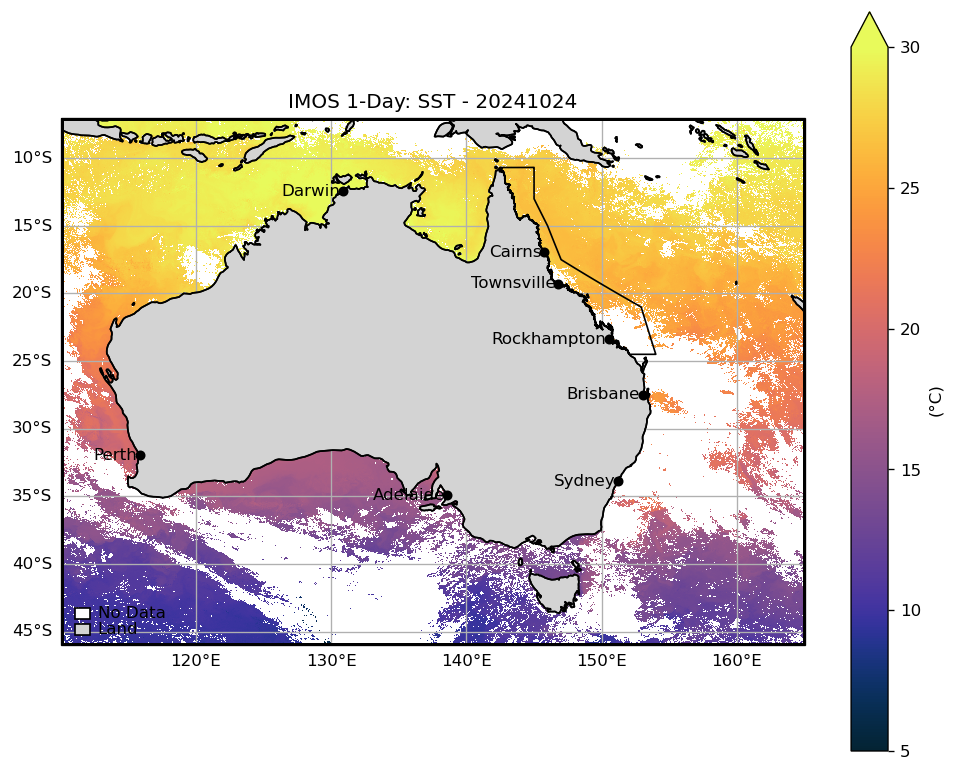 IMOS 1-Day: SST - 20241024
30
10°S
25
Darwin
15°S
Cairns
Townsville
20°S
20
Rockhampton
25°S
Brisbane
(°C)
30°S
Perth
15
Sydney
35°S
Adelaide
40°S
10
No Data
Land
45°S
120°E
130°E
140°E
150°E
160°E
5